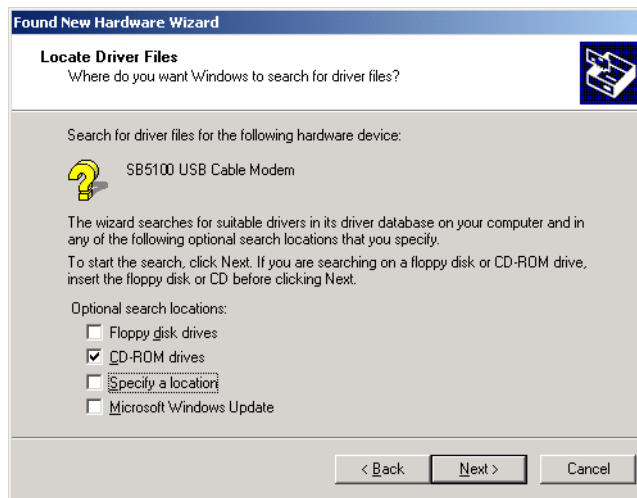 Found New Hardware Wizard
Locate Driver Files
Where do you want Windows to search for driver files?
Search for driver files for the following hardware device:
SB5100 USB Cable Modem
The wizard searches for suitable drivers in its driver database on your computer and in
any of the following optional search locations that you specify.
To start the search, click Next. If you are searching on a floppy disk or CD-ROM drive,
insert the floppy disk or CD before clicking Next.
Optional search locations:
Floppy disk drives
CD-ROM drives
Specify a location
Microsoft Windows Update
< Back Next > Cancel